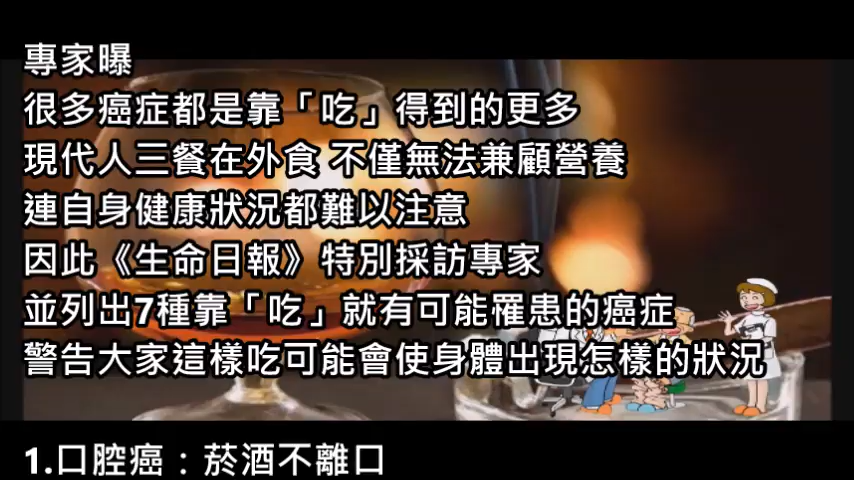 專家曝
很多癌症都是靠「吃」得到的更多
現代人三餐在外食 不僅無法兼顧營養
連自身健康狀況都難以注意
因此《生命日報》特別採訪專家
並列出7種靠「吃」就有可能罹患的癌症
警告大家這樣吃可能會使身體出現怎樣的狀況
1.口腔癌：菸酒不離口